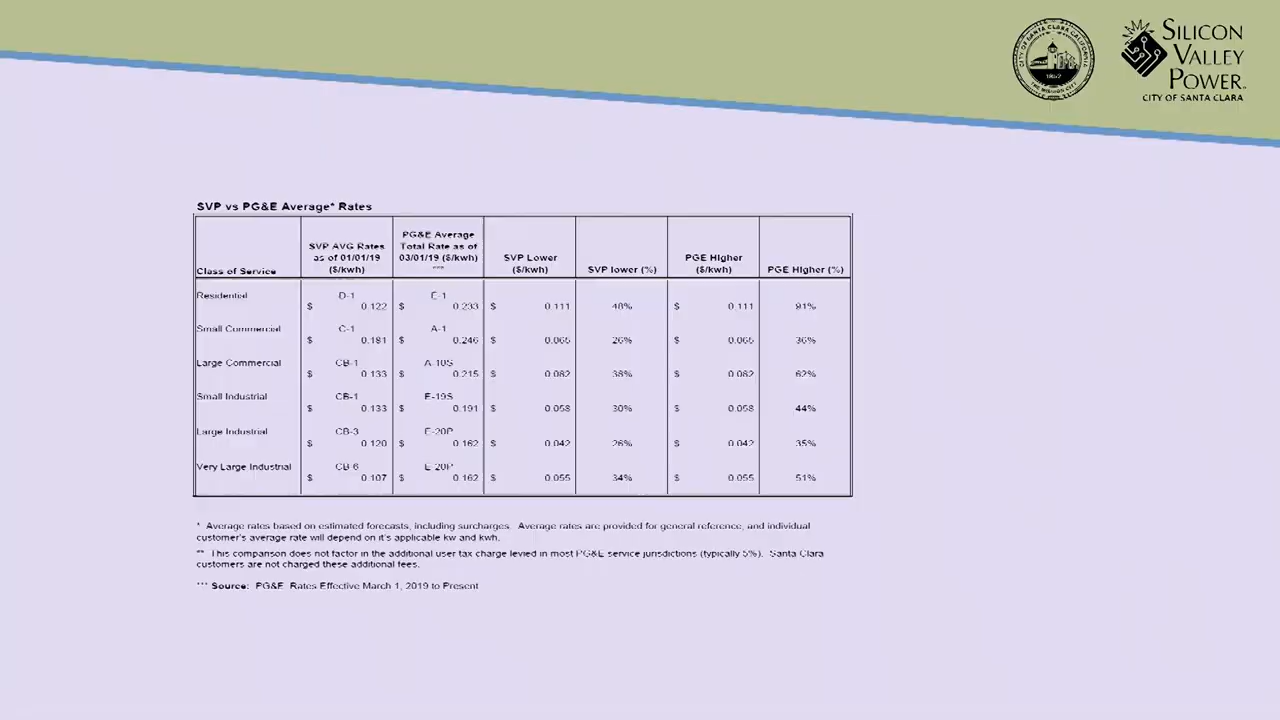 CITY OF SANTA CLARA CALIFORNIA
1852
THE MISSION CITY
SILICON
VALLEY
POWER
CITY OF SANTA CLARA
SVP vs PG&E Average* Rates
Class of Service
SVP AVG Rates
as of 01/01/19
($/kwh)
PG&E Average
Total Rate as of
03/01/19 ($/kwh)
***
SVP Lower
($/kwh)
SVP lower (%)
PGE Higher
($/kwh)
PGE Higher (%)
Residential D-1 E-1
$ 0.122 $ 0.233 $ 0.111 48% $ 0.111 91%
Small Commercial C-1 A-1
$ 0.181 $ 0.246 $ 0.065 26% $ 0.065 36%
Large Commercial CB-1 A-10S
$ 0.133 $ 0.215 $ 0.082 38% $ 0.082 62%
Small Industrial CB-1 E-19S
$ 0.133 $ 0.191 $ 0.058 30% $ 0.058 44%
Large Industrial CB-3 E-20P
$ 0.120 $ 0.162 $ 0.042 26% $ 0.042 35%
Very Large Industrial CB-6 E-20P
$ 0.107 $ 0.162 $ 0.055 34% $ 0.055 51%
* Average rates based on estimated forecasts, including surcharges. Average rates are provided for general reference, and individual
customer's average rate will depend on it's applicable kw and kwh.
** This comparison does not factor in the additional user tax charge levied in most PG&E service jurisdictions (typically 5%). Santa Clara
customers are not charged these additional fees.
*** Source: PG&E Rates Effective March 1, 2019 to Present